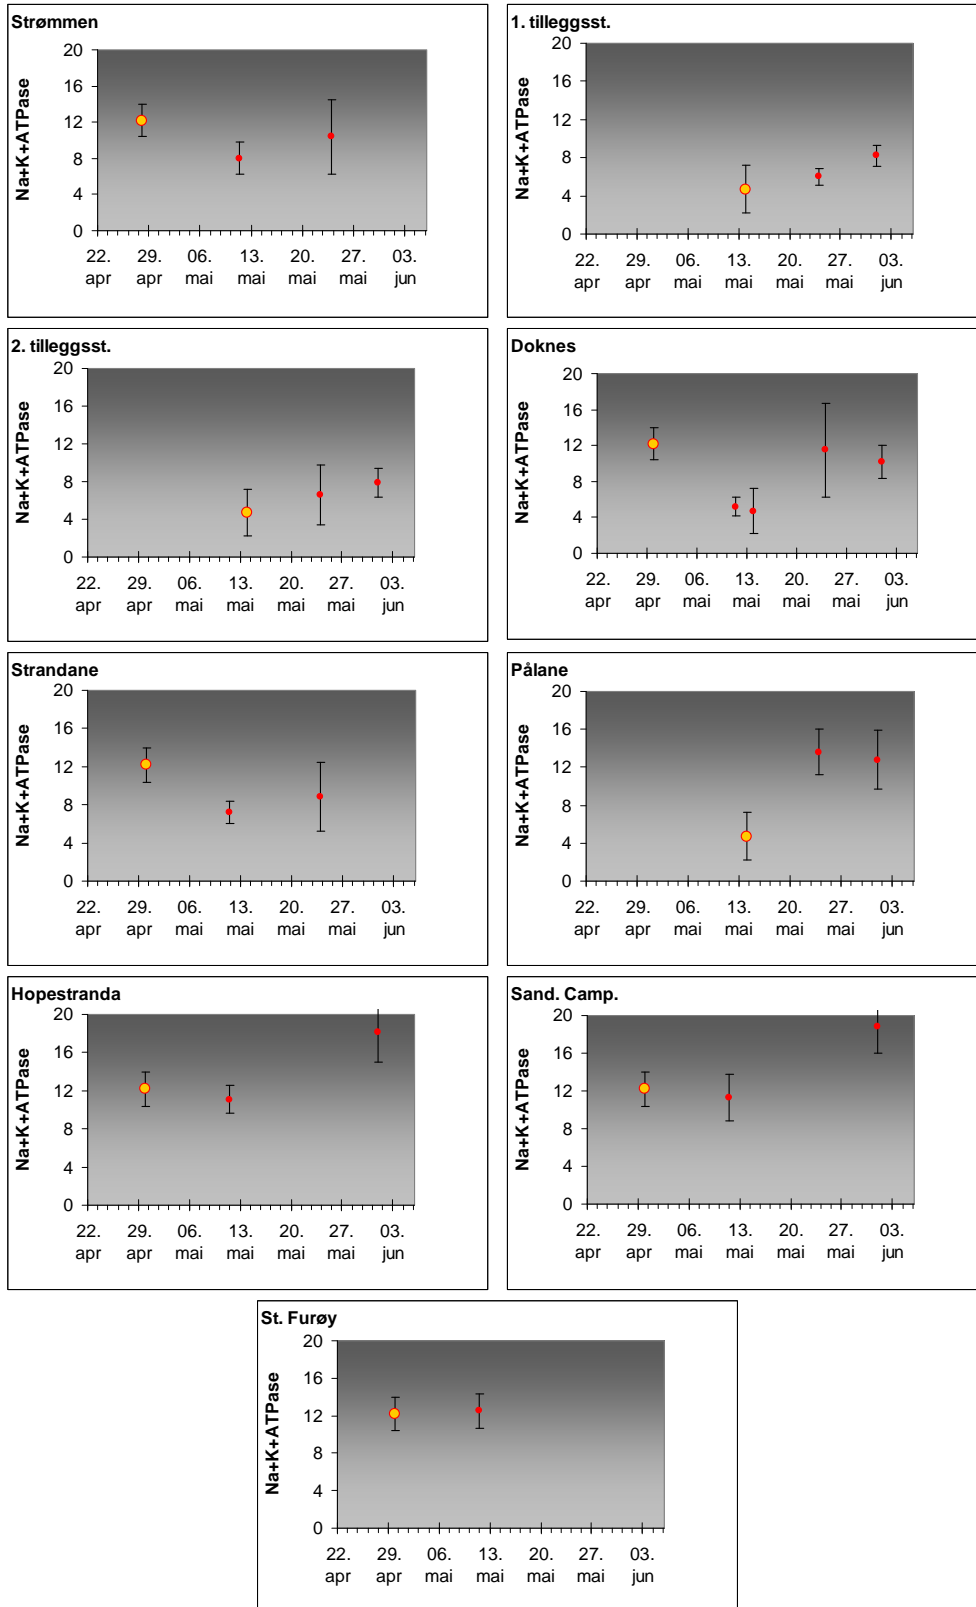 Strømmen
Na+K+ATPase
20
16
12
8
4
0
22. 29. 06. 13. 20. 27. 03.
apr apr mai mai mai mai jun
1. tilleggsst.
Na+K+ATPase
20
16
12
8
4
0
22. 29. 06. 13. 20. 27. 03.
apr apr mai mai mai mai jun
2. tilleggsst.
Na+K+ATPase
20
16
12
8
4
0
22. 29. 06. 13. 20. 27. 03.
apr apr mai mai mai mai jun
Doknes
Na+K+ATPase
20
16
12
8
4
0
22. 29. 06. 13. 20. 27. 03.
apr apr mai mai mai mai jun
Strandane
Na+K+ATPase
20
16
12
8
4
0
22. 29. 06. 13. 20. 27. 03.
apr apr mai mai mai mai jun
Pålane
Na+K+ATPase
20
16
12
8
4
0
22. 29. 06. 13. 20. 27. 03.
apr apr mai mai mai mai jun
Hopestranda
Na+K+ATPase
20
16
12
8
4
0
22. 29. 06. 13. 20. 27. 03.
apr apr mai mai mai mai jun
Sand. Camp.
Na+K+ATPase
20
16
12
8
4
0
22. 29. 06. 13. 20. 27. 03.
apr apr mai mai mai mai jun
St. Furøy
Na+K+ATPase
20
16
12
8
4
0
22. 29. 06. 13. 20. 27. 03.
apr apr mai mai mai mai jun